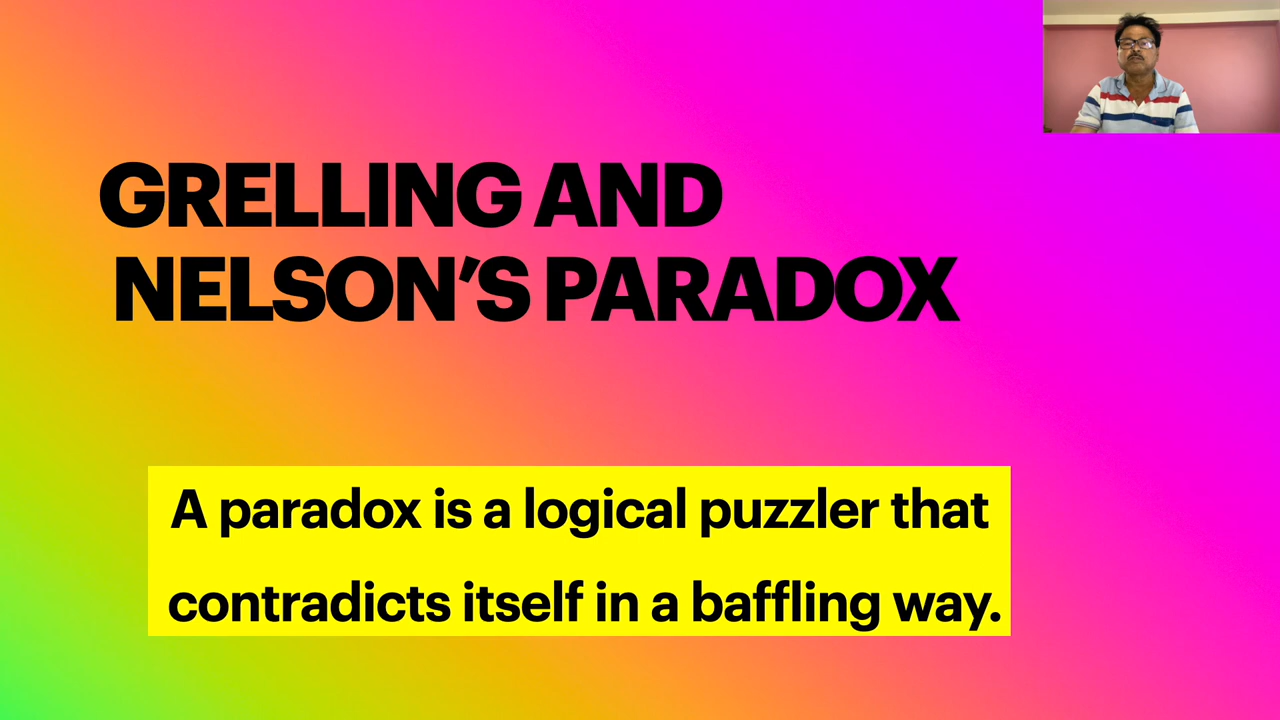 GRELLING AND
NELSON’S PARADOX
A paradox is a logical puzzler that
contradicts itself in a baffling way.